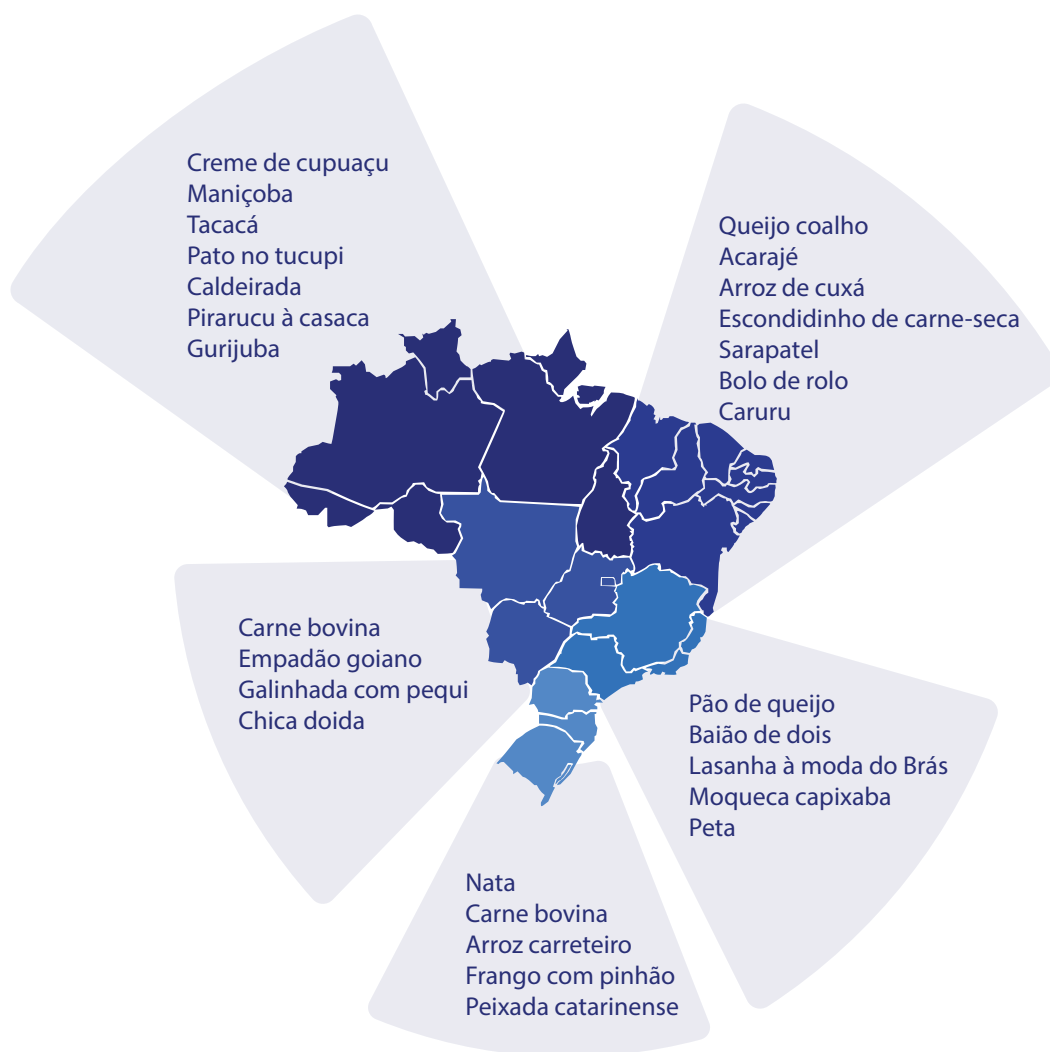 Creme de cupuaçu
Maniçoba
Tacacá
Pato no tucupi
Caldeirada
Pirarucu à casaca
Gurijuba
Queijo coalho
Acarajé
Arroz de cuxá
Escondidinho de carne-seca
Sarapatel
Bolo de rolo
Caruru
Carne bovina
Empadão goiano
Galinhada com pequi
Chica doida
Pão de queijo
Baião de dois
Lasanha à moda do Brás
Moqueca capixaba
Peta
Nata
Carne bovina
Arroz carreteiro
Frango com pinhão
Peixada catarinense